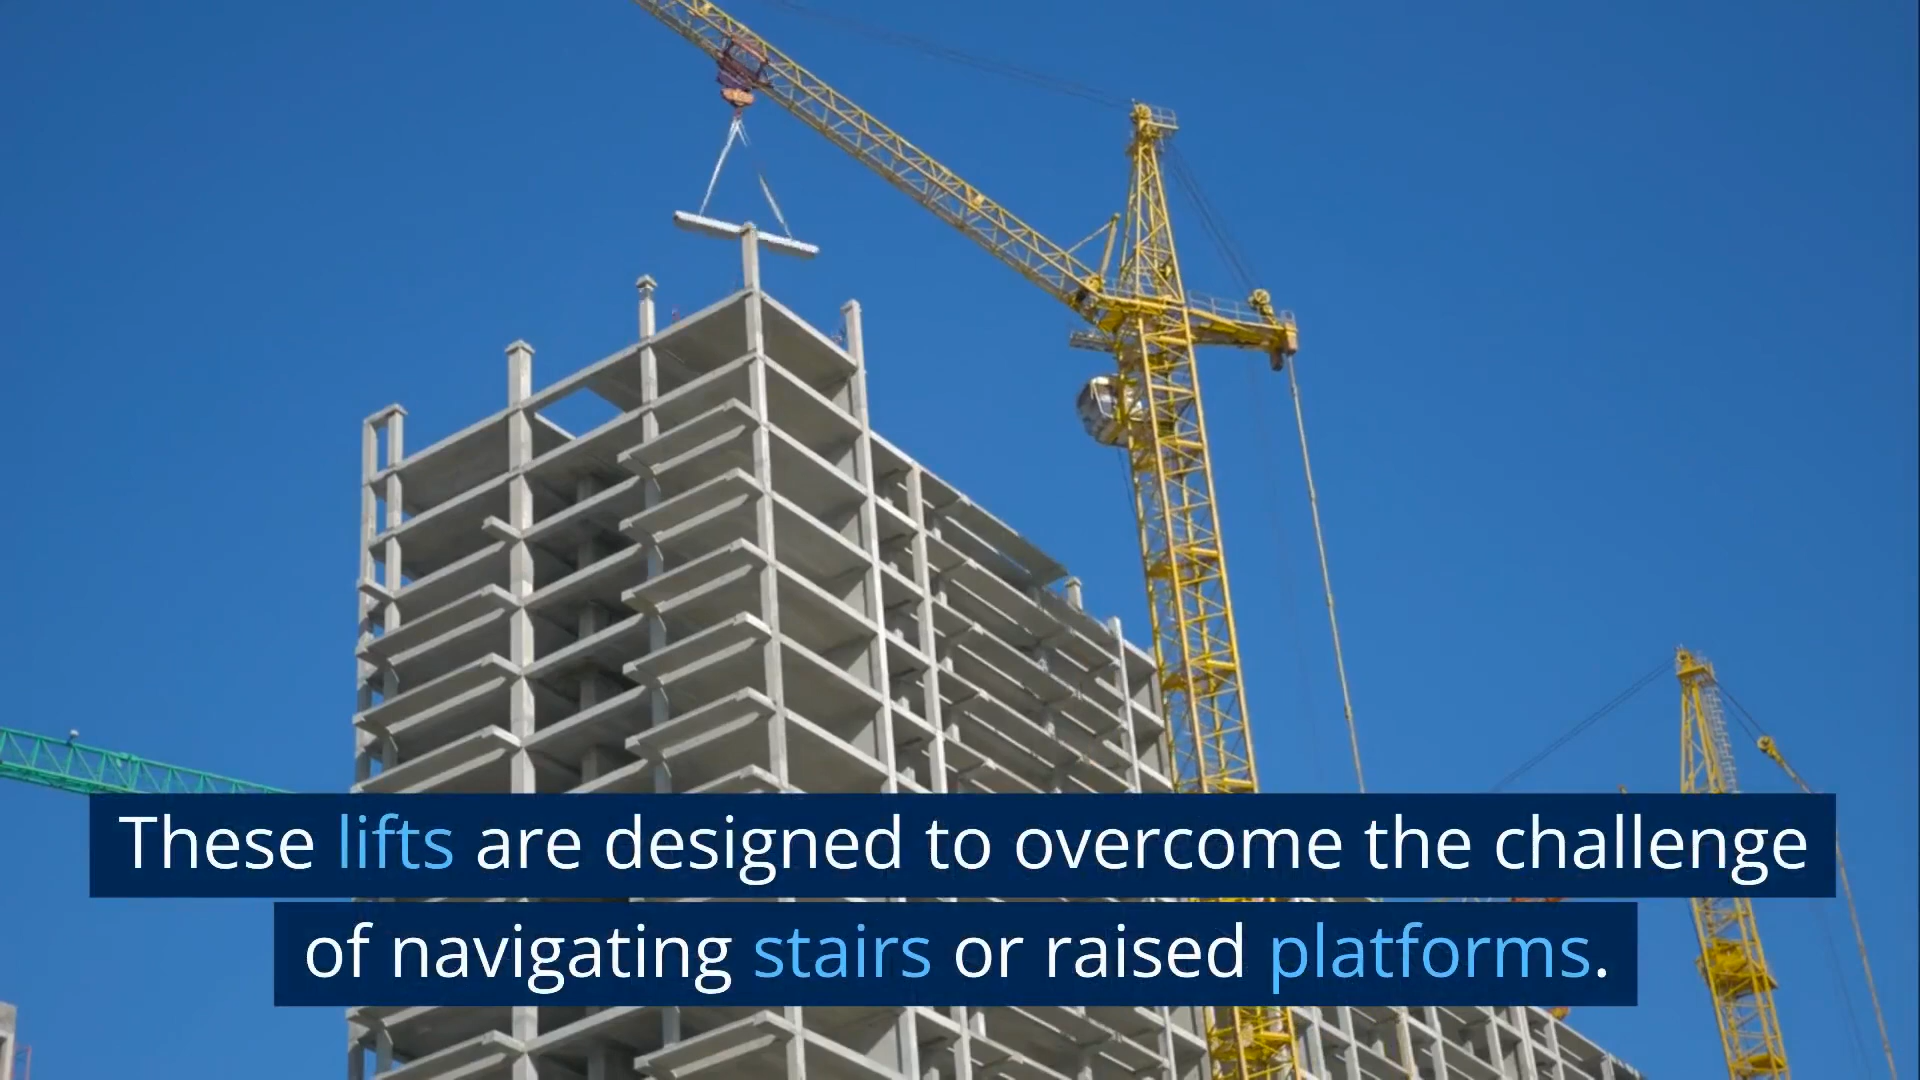 These lifts are designed to overcome the challenge
of navigating stairs or raised platforms.